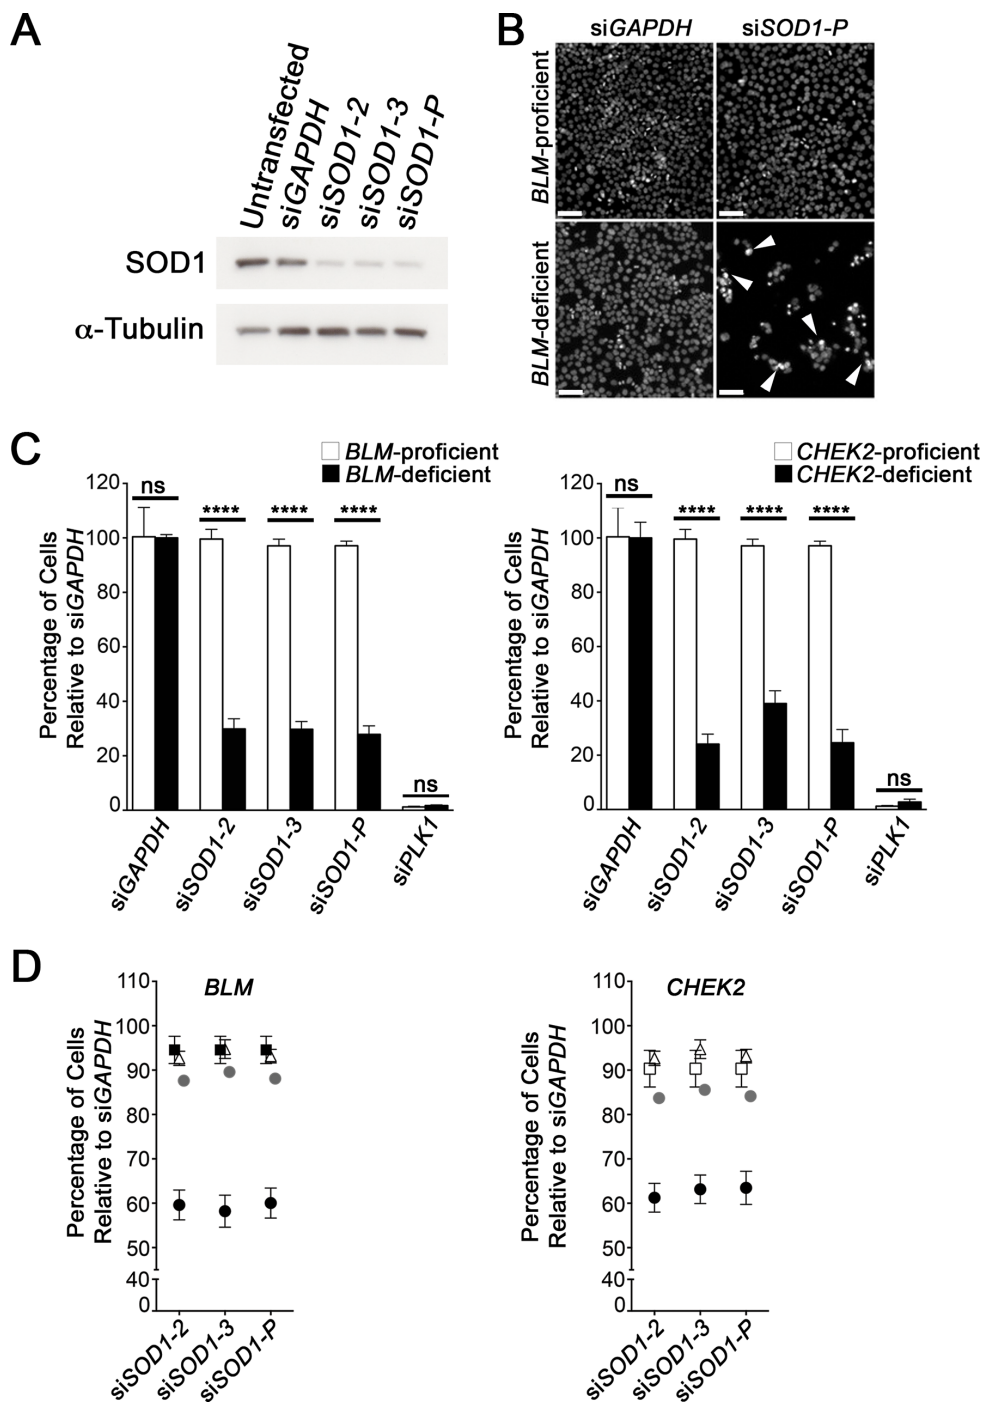 A
Untransfected
siGAPDH
siSOD1-2
siSOD1-3
siSOD1-P
SOD1
α-Tubulin
B
siGAPDH
siSOD1-P
BLM-proficient
BLM-deficient
C
BLM-proficient
BLM-deficient
Percentage of Cells
Relative to siGAPDH
120
100
80
60
40
20
0
ns
****
****
****
ns
siGAPDH
siSOD1-2
siSOD1-3
siSOD1-P
siPLK1
CHEK2-proficient
CHEK2-deficient
Percentage of Cells
Relative to siGAPDH
120
100
80
60
40
20
0
ns
****
****
****
ns
siGAPDH
siSOD1-2
siSOD1-3
siSOD1-P
siPLK1
D
BLM
Percentage of Cells
Relative to siGAPDH
110
100
90
80
70
60
50
40
0
siSOD1-2
siSOD1-3
siSOD1-P
CHEK2
Percentage of Cells
Relative to siGAPDH
110
100
90
80
70
60
50
40
0
siSOD1-2
siSOD1-3
siSOD1-P